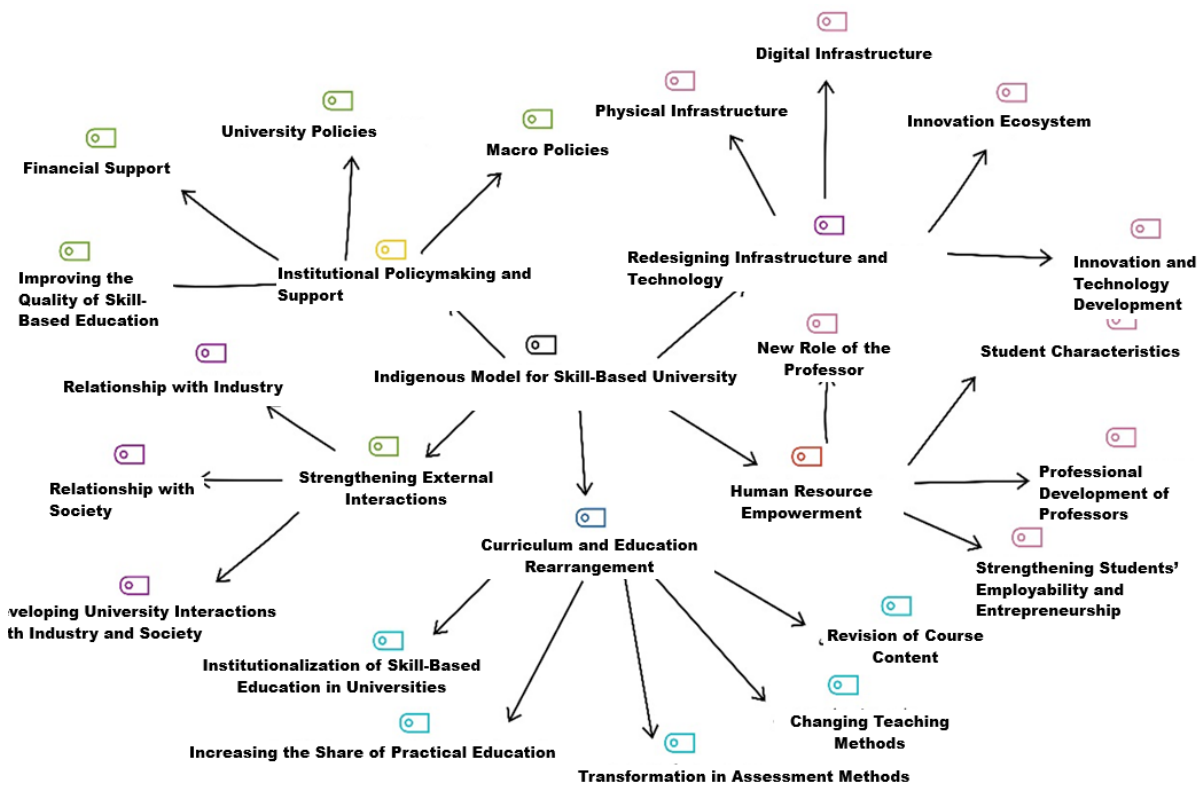 Digital Infrastructure
Physical Infrastructure
Innovation Ecosystem
University Policies
Macro Policies
Financial Support
Redesigning Infrastructure and
Technology
Innovation and
Technology
Development
Institutional Policymaking and
Support
Improving the
Quality of Skill-
Based Education
New Role of the
Professor
Student Characteristics
Indigenous Model for Skill-Based University
Relationship with Industry
Strengthening External
Interactions
Relationship with
Society
Human Resource
Empowerment
Professional
Development of
Professors
Curriculum and Education
Rearrangement
Strengthening Students’
Employability and
Entrepreneurship
veloping University Interactions
th Industry and Society
Revision of Course
Content
Institutionalization of Skill-Based
Education in Universities
Changing Teaching
Methods
Increasing the Share of Practical Education
Transformation in Assessment Methods